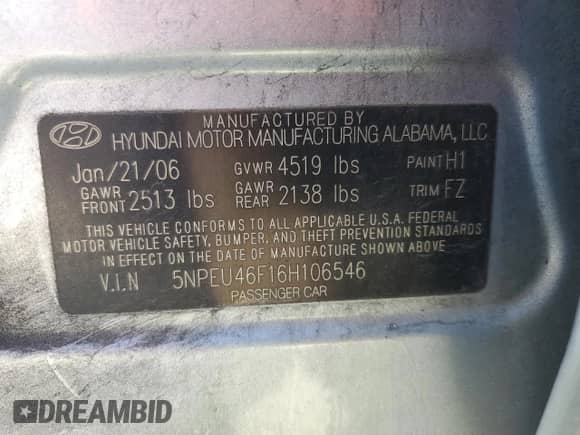 MANUFACTURED BY
HYUNDAI MOTOR MANUFACTURING ALABAMA, LLC
Jan/21/06 GVWR 4519 lbs PAINT H1
GAWR FRONT 2513 lbs GAWR REAR 2138 lbs TRIM FZ
THIS VEHICLE CONFORMS TO ALL APPLICABLE U.S.A. FEDERAL
MOTOR VEHICLE SAFETY, BUMPER, AND THEFT PREVENTION STANDARDS
IN EFFECT ON THE DATE OF MANUFACTURE SHOWN ABOVE.
V.I.N 5NPEU46F16H106546
PASSENGER CAR
DREAMBID